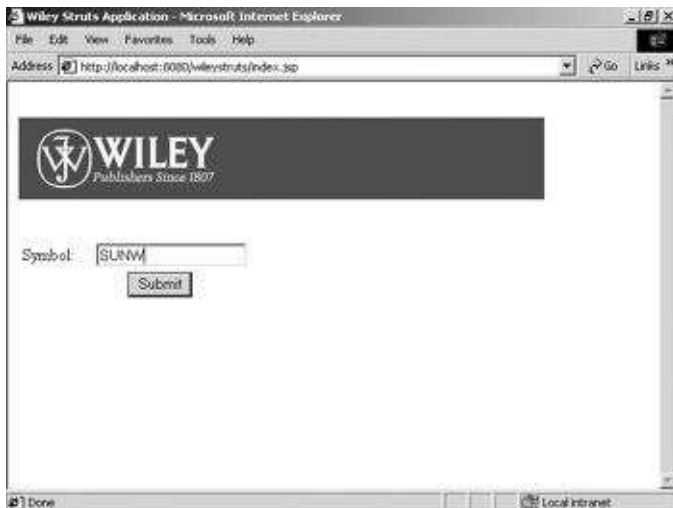 Wiley Struts Application - Microsoft Internet Explorer
File Edit View Favorites Tools Help
Address http://localhost:8080/wileystruts/index.jsp Go Links »
JW WILEY
Publishers Since 1807
Symbol: SUNW
Submit
Done Local intranet